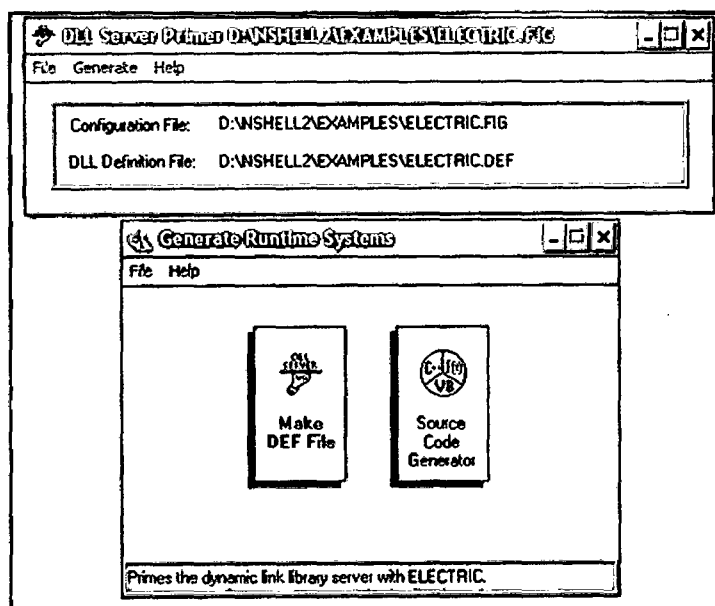 DLL Server Primer D:\NSHELL2\EXAMPLES\ELECTRIC.FIG
File Generate Help
Configuration File: D:\NSHELL2\EXAMPLES\ELECTRIC.FIG
DLL Definition File: D:\NSHELL2\EXAMPLES\ELECTRIC.DEF
Generate Runtime Systems
File Help
DLL
SERVER
Make
DEF File
VB
Source
Code
Generator
Primes the dynamic link library server with ELECTRIC.